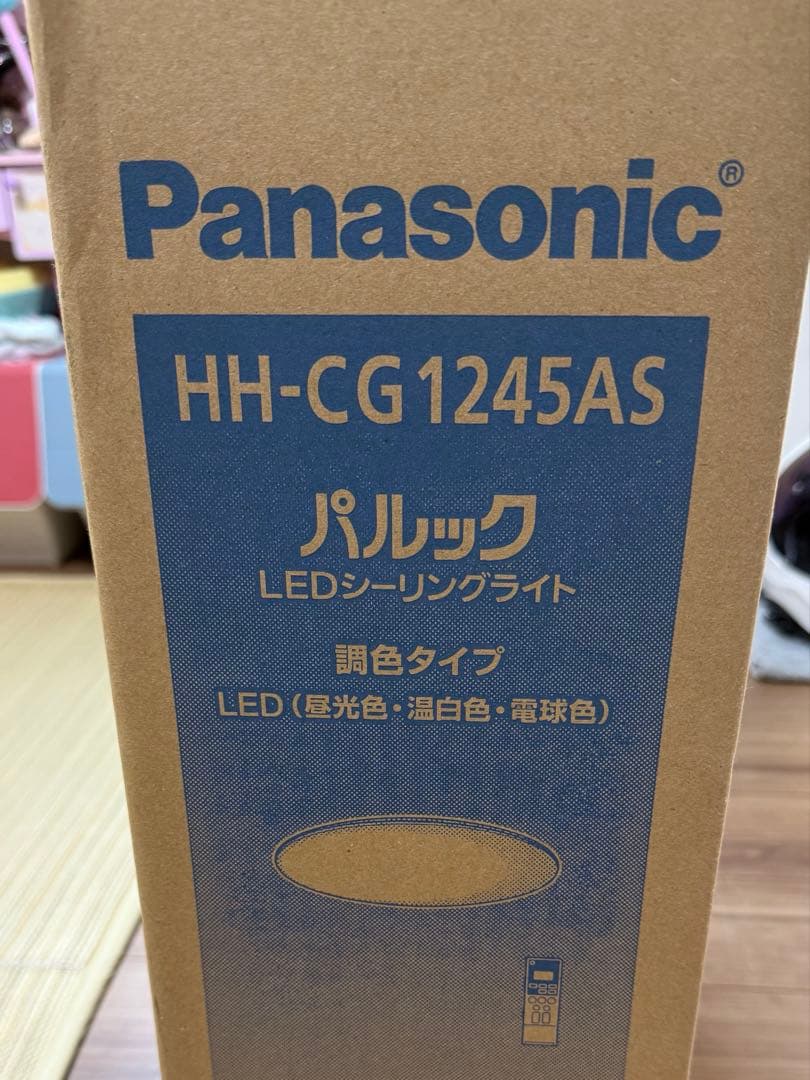 Panasonic®
HH-CG1245AS
パルック
LEDシーリングライト
調色タイプ
LED（昼光色・温白色・電球色）